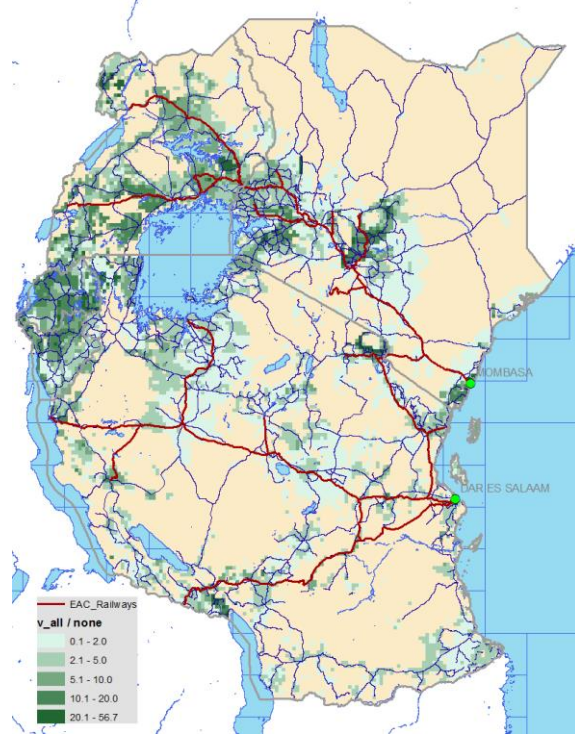 MOMBASA
DAR ES SALAAM
EAC_Railways
v_all / none
0.1 - 2.0
2.1 - 5.0
5.1 - 10.0
10.1 - 20.0
20.1 - 56.7